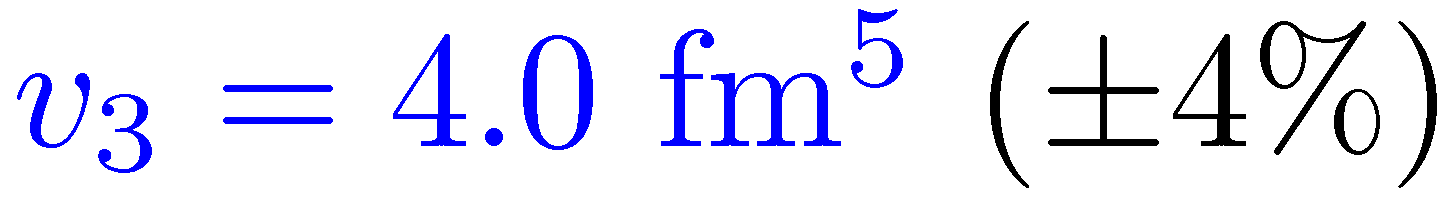 v₃ = 4.0 fm⁵ (±4%)